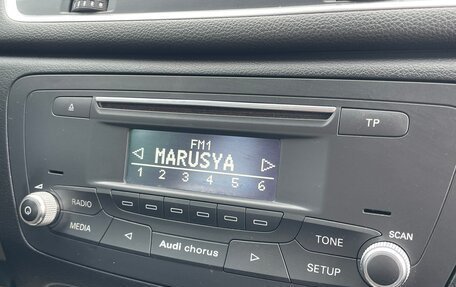 TP
FM1
MARUSYA
1 2 3 4 5 6
RADIO
MEDIA
Audi chorus
TONE
SCAN
SETUP